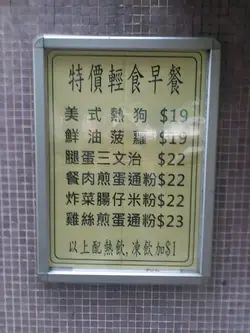 特價輕食早餐
美式熱狗 $19
鮮油菠蘿 $19
腿蛋三文治 $22
餐肉煎蛋通粉 $22
炸菜腸仔米粉 $22
雞絲煎蛋通粉 $23
以上配熱飲,凍飲加$1